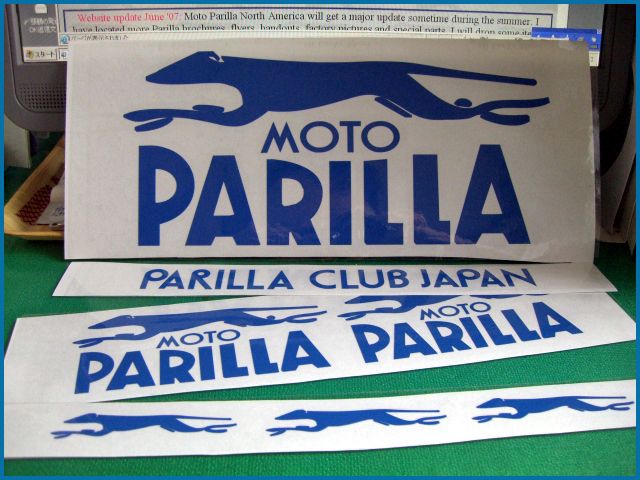 Website update June '07: Moto Parilla North America will get a major update sometime during the summer. I
have located more Parilla brochures, flyers, handouts, factory pictures and special parts. I will drop some
MOTO
PARILLA
PARILLA CLUB JAPAN
MOTO
PARILLA
MOTO
PARILLA